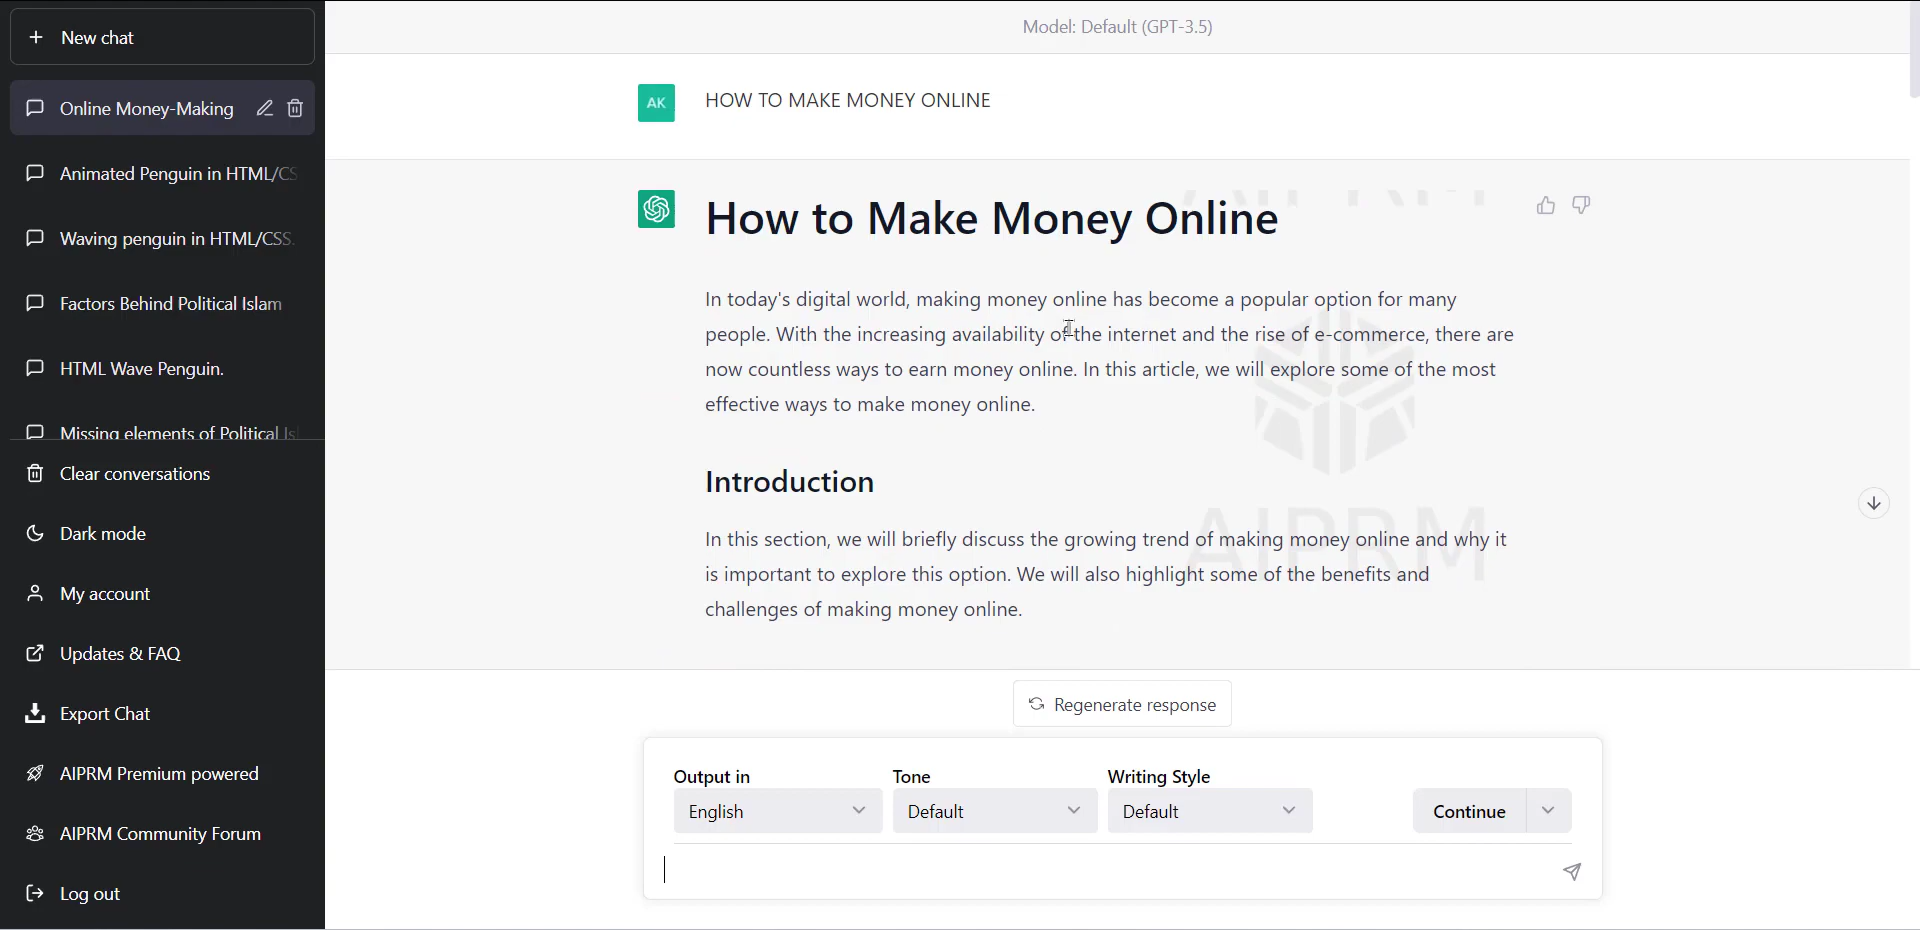 New chat
Online Money-Making
Animated Penguin in HTML/CS
Waving penguin in HTML/CSS.
Factors Behind Political Islam
HTML Wave Penguin.
Missing elements of Political Isl
Clear conversations
Dark mode
My account
Updates & FAQ
Export Chat
AIPRM Premium powered
AIPRM Community Forum
Log out
Model: Default (GPT-3.5)
AK
HOW TO MAKE MONEY ONLINE
How to Make Money Online
In today's digital world, making money online has become a popular option for many
people. With the increasing availability of the internet and the rise of e-commerce, there are
now countless ways to earn money online. In this article, we will explore some of the most
effective ways to make money online.
Introduction
In this section, we will briefly discuss the growing trend of making money online and why it
is important to explore this option. We will also highlight some of the benefits and
challenges of making money online.
AIPRM
AIPRM
Regenerate response
Output in
Tone
Writing Style
English
Default
Default
Continue